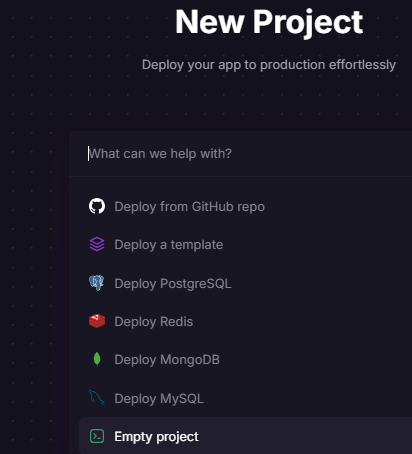 New Project
Deploy your app to production effortlessly
What can we help with?
Deploy from GitHub repo
Deploy a template
Deploy PostgreSQL
Deploy Redis
Deploy MongoDB
Deploy MySQL
Empty project